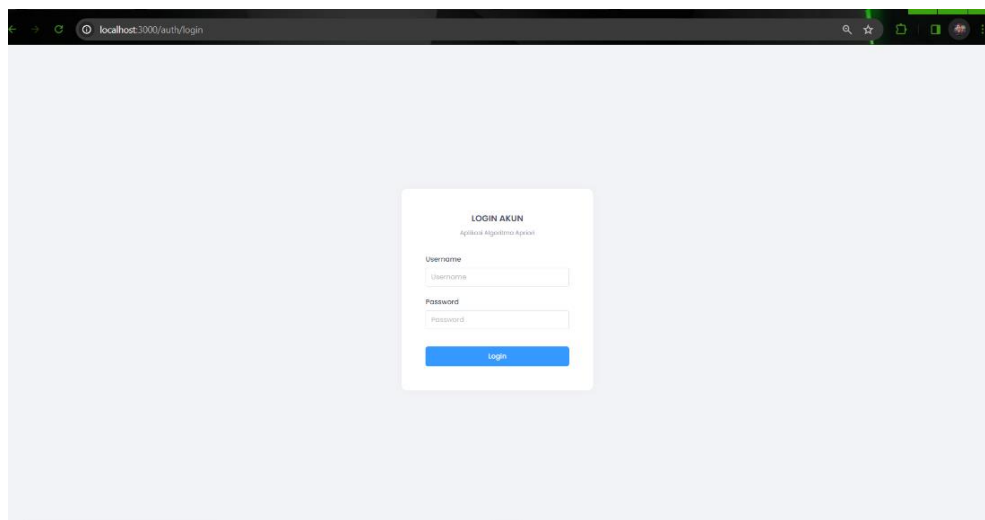 localhost:3000/auth/login
LOGIN AKUN
Aplikasi Algoritma Apriori
Username
Username
Password
Password
Login